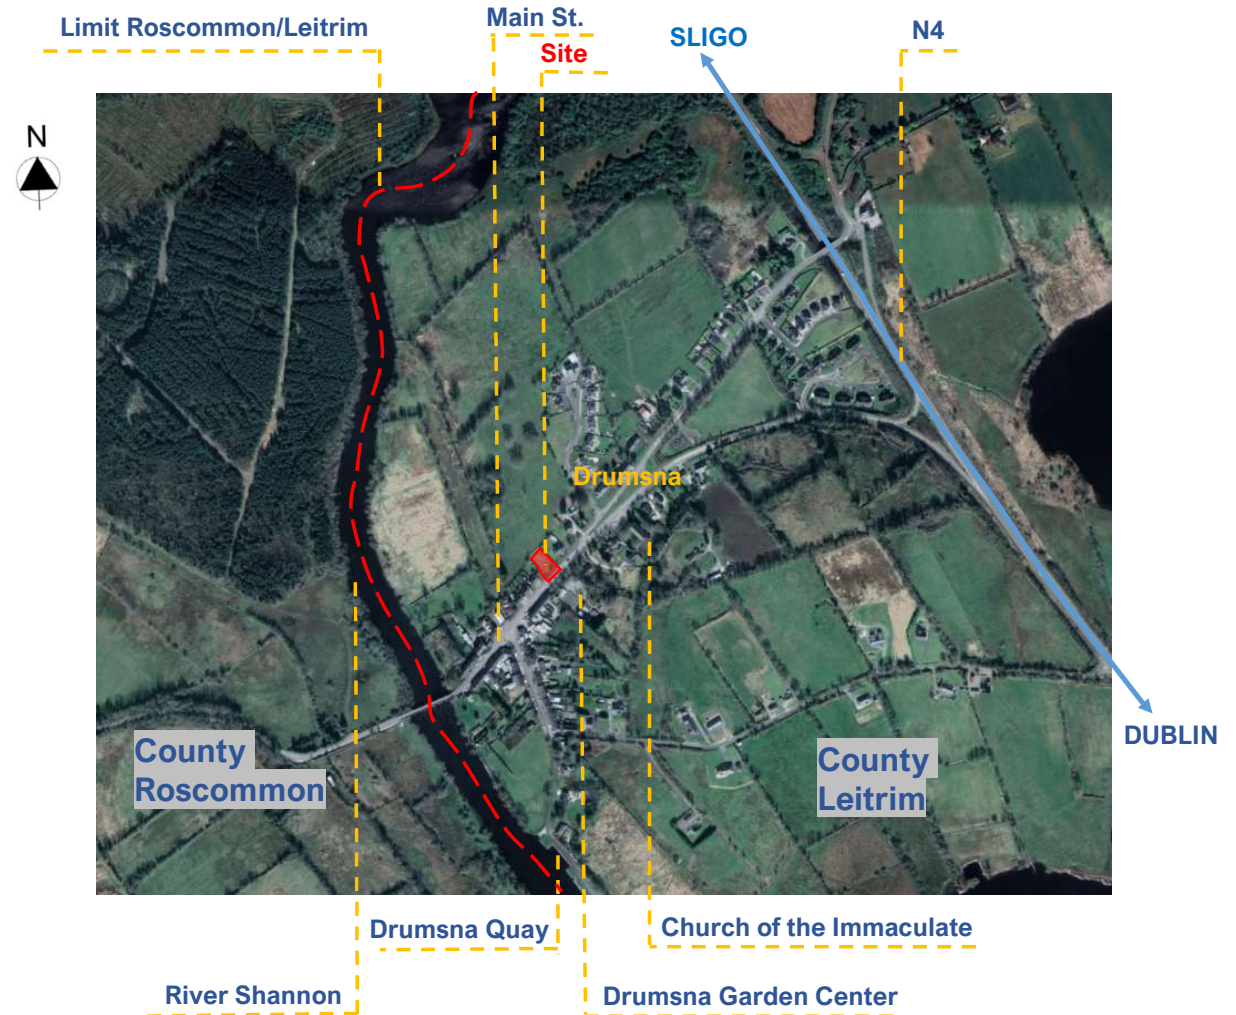 Main St.
Limit Roscommon/Leitrim
SLIGO
N4
Site
N
Drumsna
County
Roscommon
County
Leitrim
DUBLIN
Drumsna Quay
Church of the Immaculate
River Shannon
Drumsna Garden Center